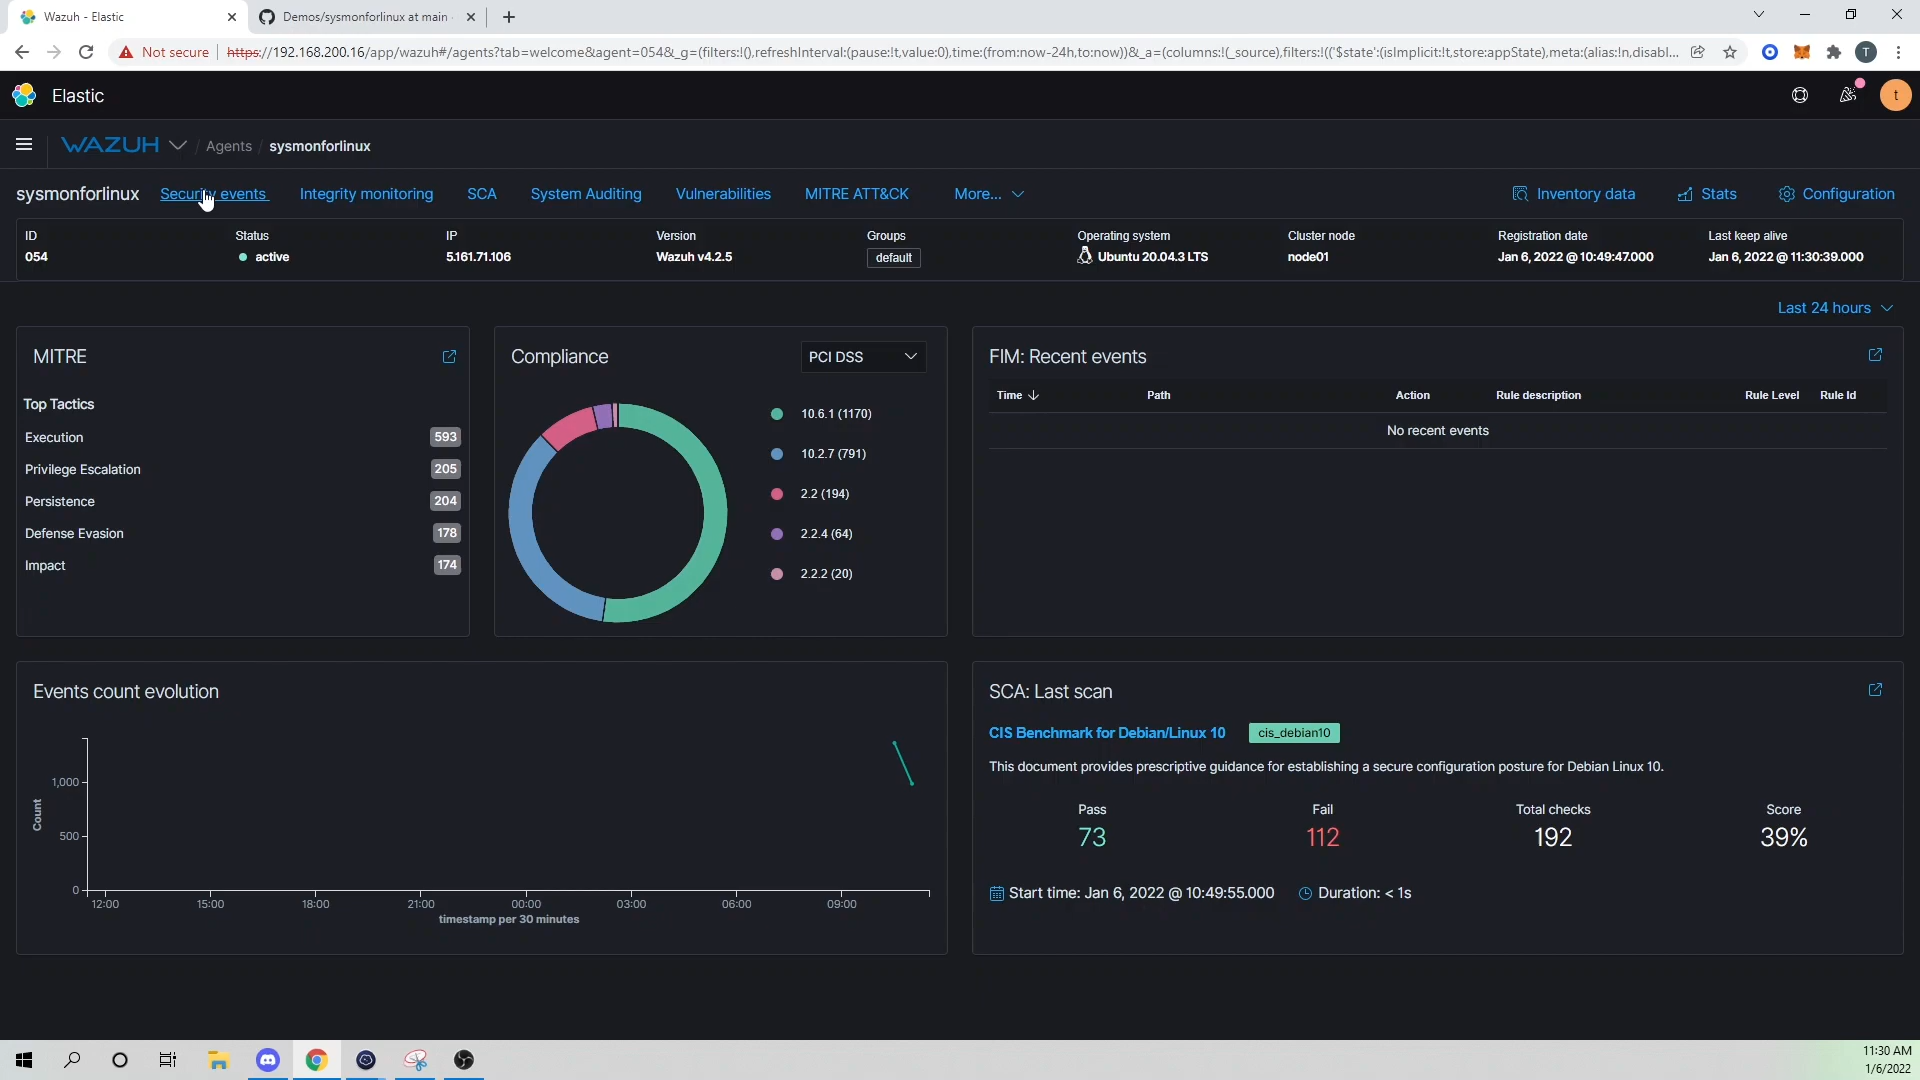 Wazuh - Elastic
Demos/sysmonforlinux at main
Not secure
https://192.168.200.16/app/wazuh#/agents?tab=welcome&agent=054&_g=(filters:!(),refreshInterval:(pause:!t,value:0),time:(from:now-24h,to:now))&_a=(columns:!(_source),filters:!(('$state':(isImplicit:!t,store:appState),meta:(alias:!n,disabl...
T
Elastic
t
WAZUH
/ Agents / sysmonforlinux
sysmonforlinux
Security events
Integrity monitoring
SCA
System Auditing
Vulnerabilities
MITRE ATT&CK
More...
Inventory data
Stats
Configuration
ID
Status
IP
Version
Groups
Operating system
Cluster node
Registration date
Last keep alive
054
active
5.161.71.106
Wazuh v4.2.5
default
Ubuntu 20.04.3 LTS
node01
Jan 6, 2022 @ 10:49:47.000
Jan 6, 2022 @ 11:30:39.000
Last 24 hours
MITRE
Top Tactics
Execution 593
Privilege Escalation 205
Persistence 204
Defense Evasion 178
Impact 174
Compliance
PCI DSS
10.6.1 (1170)
10.2.7 (791)
2.2 (194)
2.2.4 (64)
2.2.2 (20)
FIM: Recent events
Time
Path
Action
Rule description
Rule Level
Rule Id
No recent events
Events count evolution
Count
1,000
500
0
12:00
15:00
18:00
21:00
00:00
03:00
06:00
09:00
timestamp per 30 minutes
SCA: Last scan
CIS Benchmark for Debian/Linux 10
cis_debian10
This document provides prescriptive guidance for establishing a secure configuration posture for Debian Linux 10.
Pass
Fail
Total checks
Score
73
112
192
39%
Start time: Jan 6, 2022 @ 10:49:55.000
Duration: < 1s
11:30 AM
1/6/2022